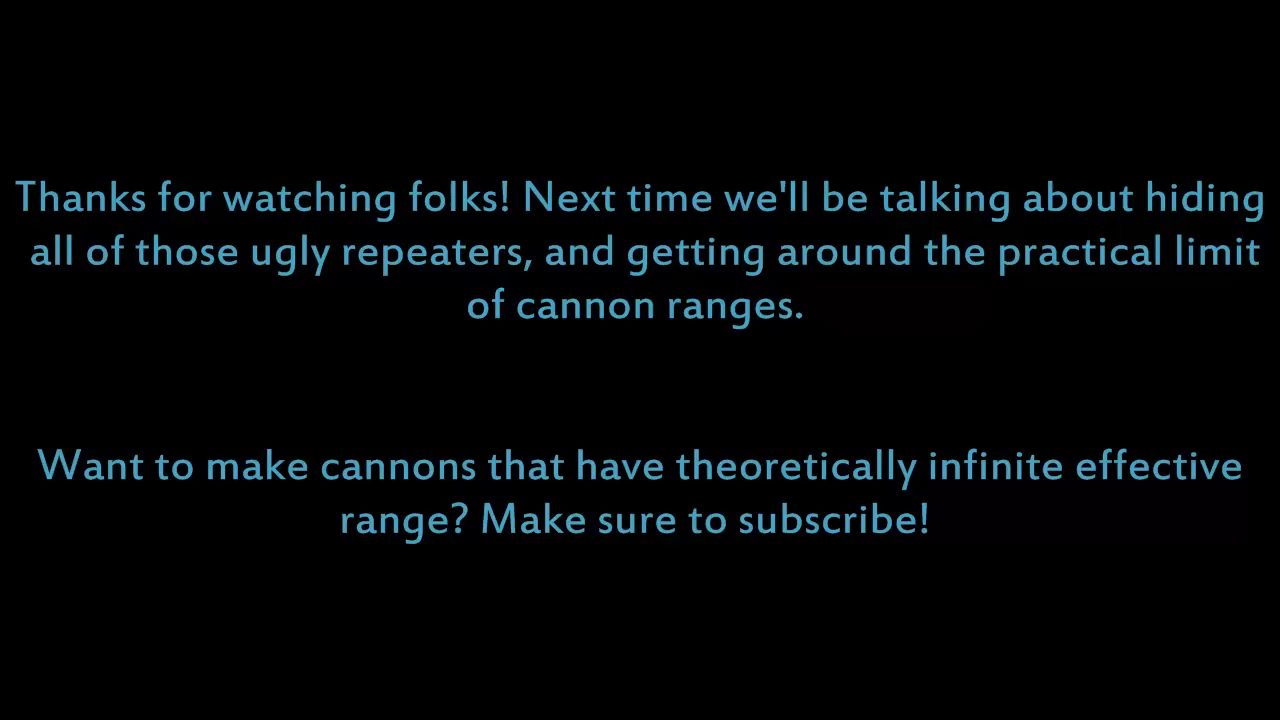 Thanks for watching folks! Next time we'll be talking about hiding
all of those ugly repeaters, and getting around the practical limit
of cannon ranges.
Want to make cannons that have theoretically infinite effective
range? Make sure to subscribe!